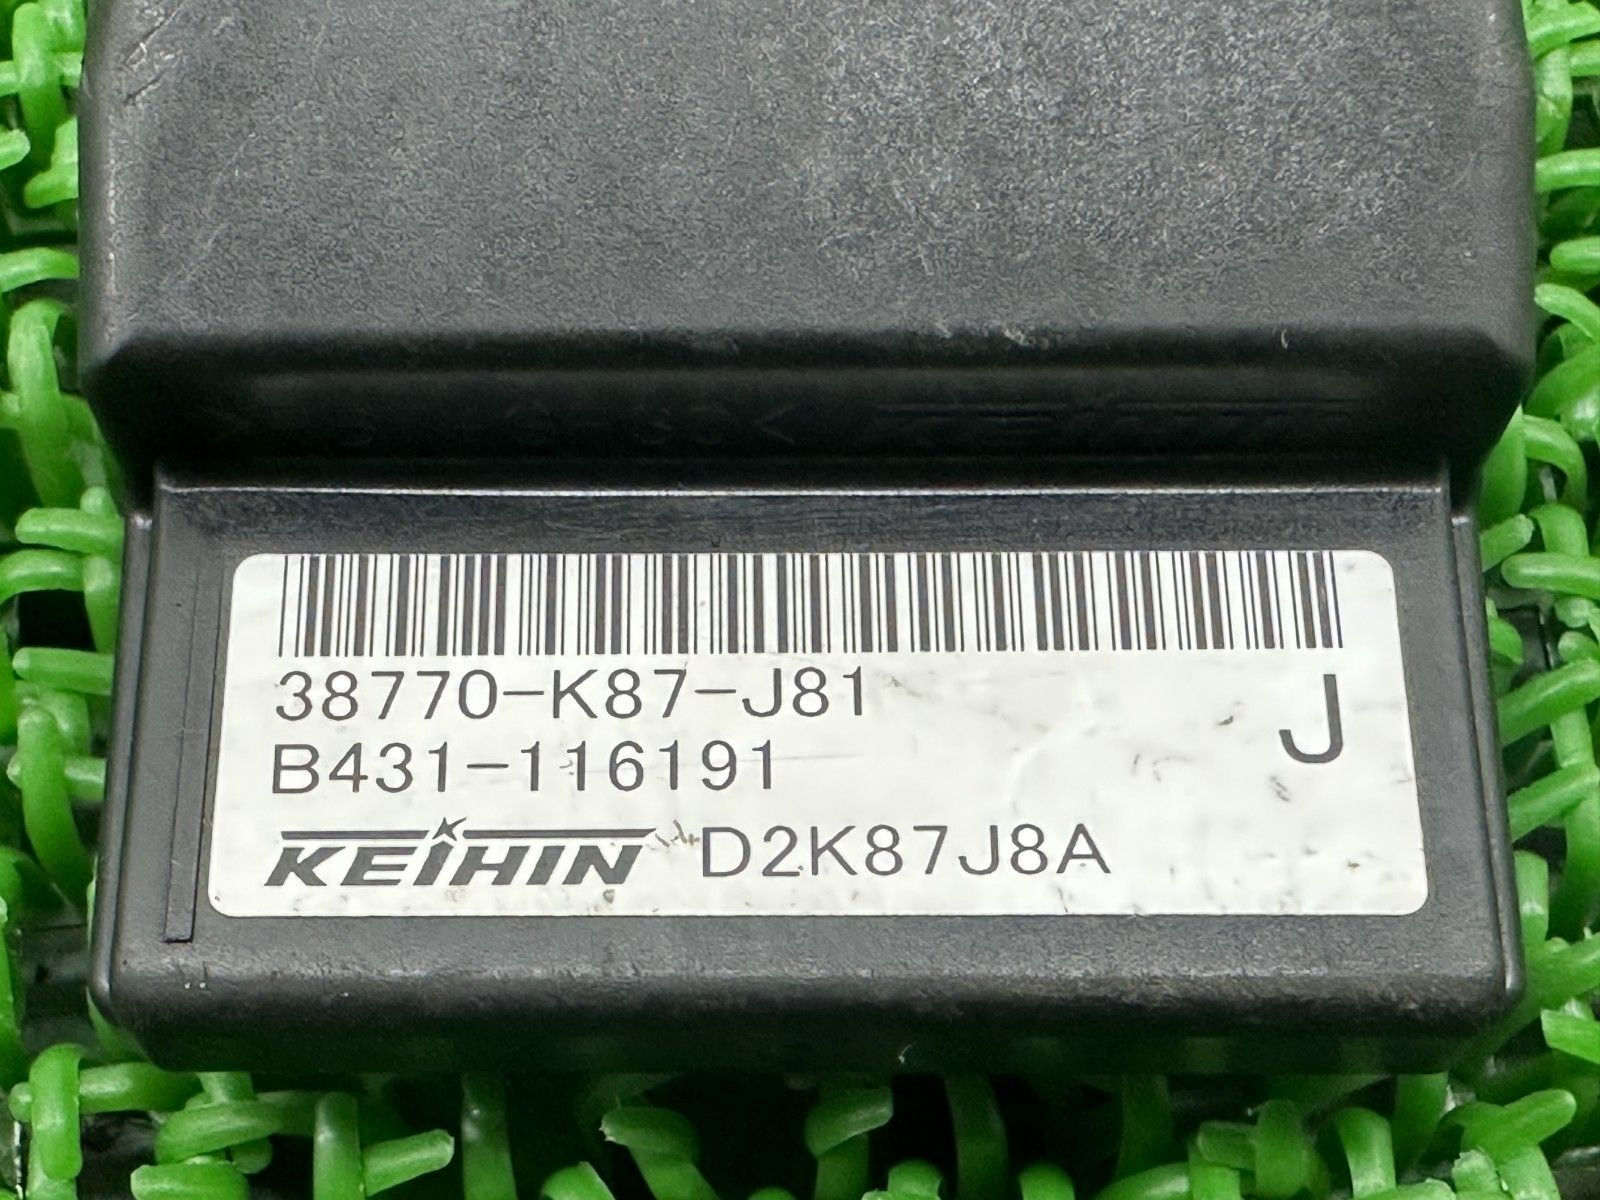 38770-K87-J81
J
B431-116191
KEIHIN D2K87J8A